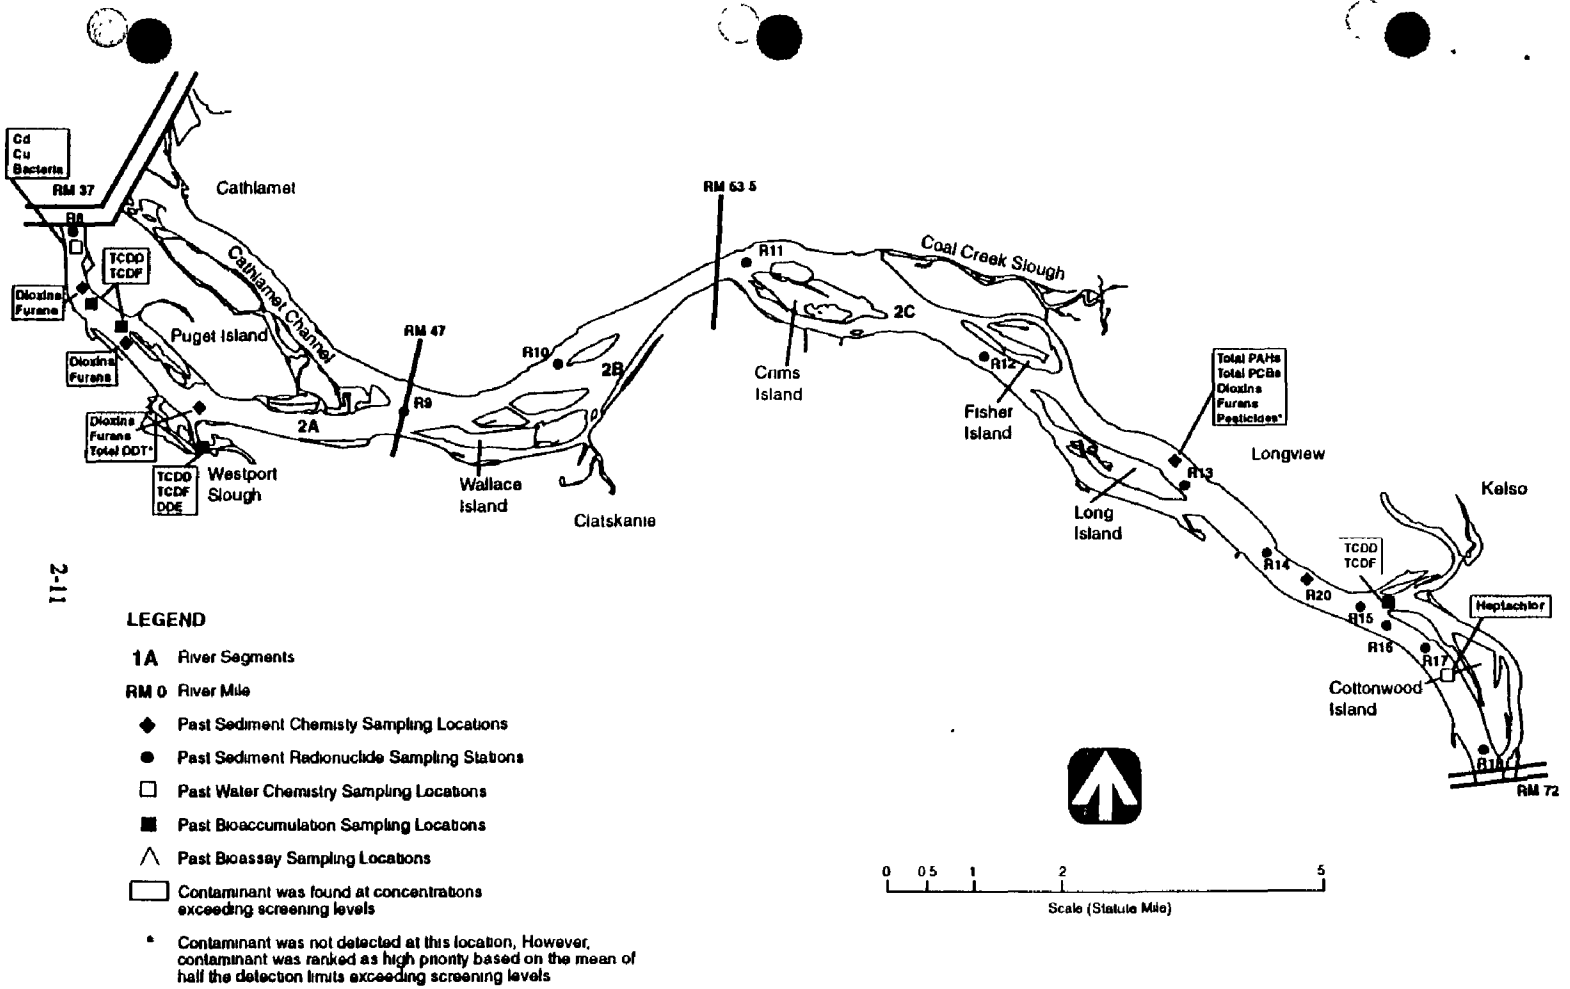 Cd
Cu
Bacteria
RM 37
R8
Cathlamet
TCDD
TCDF
Dioxins
Furans
Cathlamet Channel
Puget Island
Dioxins
Furans
Dioxins
Furans
Total DDT*
TCDD
TCDF
DDE
Westport
Slough
2A
RM 47
R9
R10
2B
Wallace
Island
Clatskanie
RM 53 5
R11
Coal Creek Slough
2C
Crims
Island
R12
Fisher
Island
Total PAHs
Total PCBs
Dioxins
Furans
Pesticides*
Longview
R13
Long
Island
Kelso
R14
R20
TCDD
TCDF
R15
R16
R17
Heptachlor
Cottonwood
Island
RM 72
2-11
LEGEND
1A River Segments
RM 0 River Mile
Past Sediment Chemisty Sampling Locations
Past Sediment Radionuclide Sampling Stations
Past Water Chemistry Sampling Locations
Past Bioaccumulation Sampling Locations
Past Bioassay Sampling Locations
Contaminant was found at concentrations
exceeding screening levels
* Contaminant was not detected at this location, However,
contaminant was ranked as high priority based on the mean of
half the detection limits exceeding screening levels
0 0 5 1 2 5
Scale (Statute Mile)